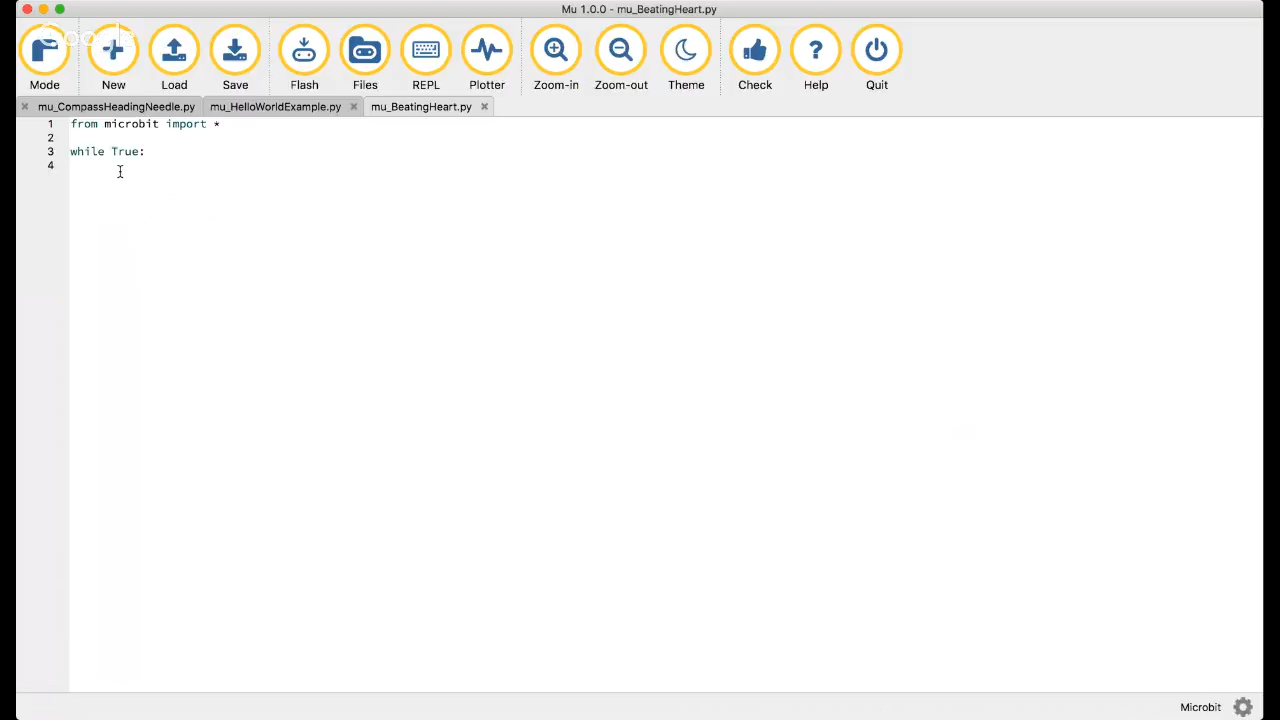 Mu 1.0.0 - mu_BeatingHeart.py
Google
Mode New Load Save Flash Files REPL Plotter Zoom-in Zoom-out Theme Check Help Quit
mu_CompassHeadingNeedle.py mu_HelloWorldExample.py mu_BeatingHeart.py
1 from microbit import *
2
3 while True:
4
Microbit